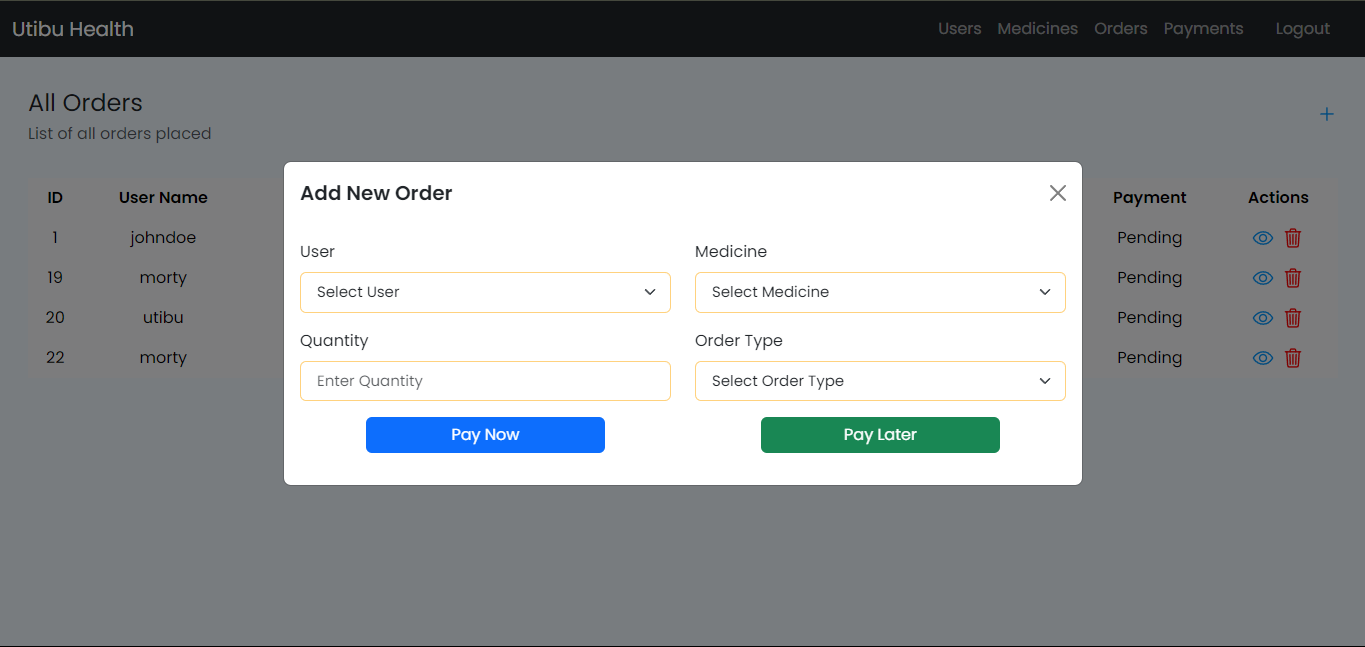 Utibu Health Users Medicines Orders Payments Logout
All Orders
List of all orders placed
Add New Order
ID User Name Payment Actions
User Medicine
1 johndoe Pending
Select User Select Medicine
19 morty Pending
20 utibu Pending
Quantity Order Type
22 morty Pending
Enter Quantity Select Order Type
Pay Now Pay Later